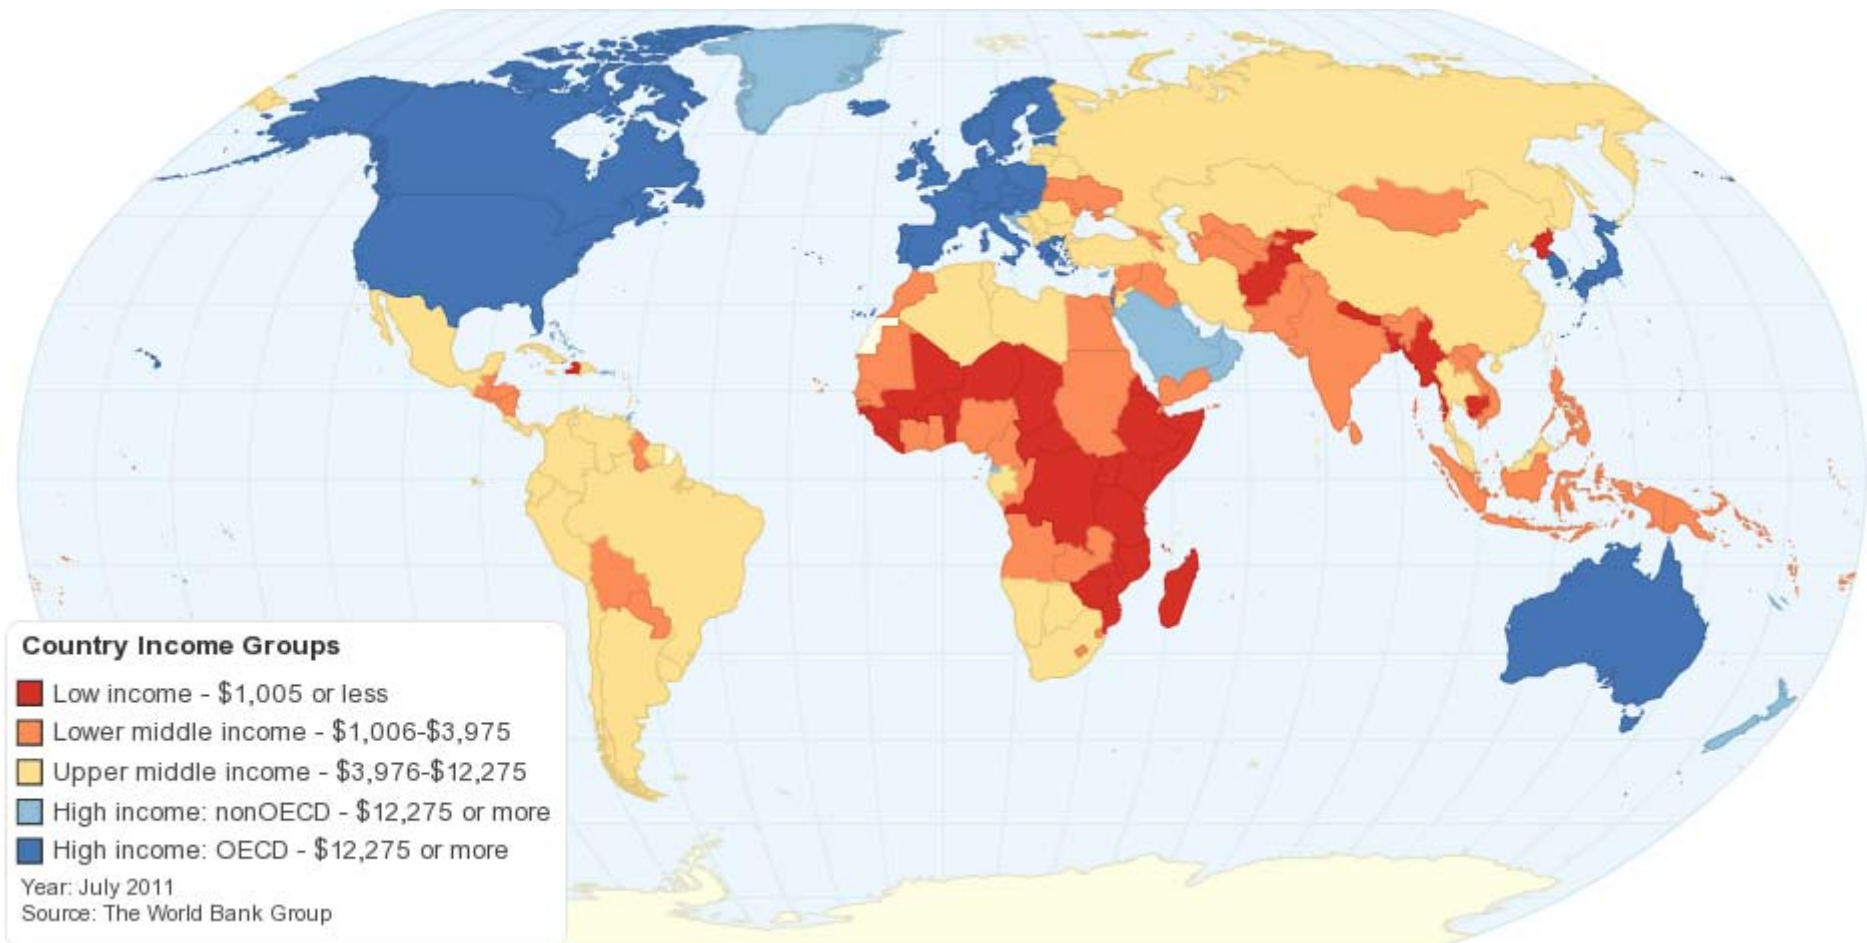 Country Income Groups
Low income - $1,005 or less
Lower middle income - $1,006-$3,975
Upper middle income - $3,976-$12,275
High income: nonOECD - $12,275 or more
High income: OECD - $12,275 or more
Year: July 2011
Source: The World Bank Group